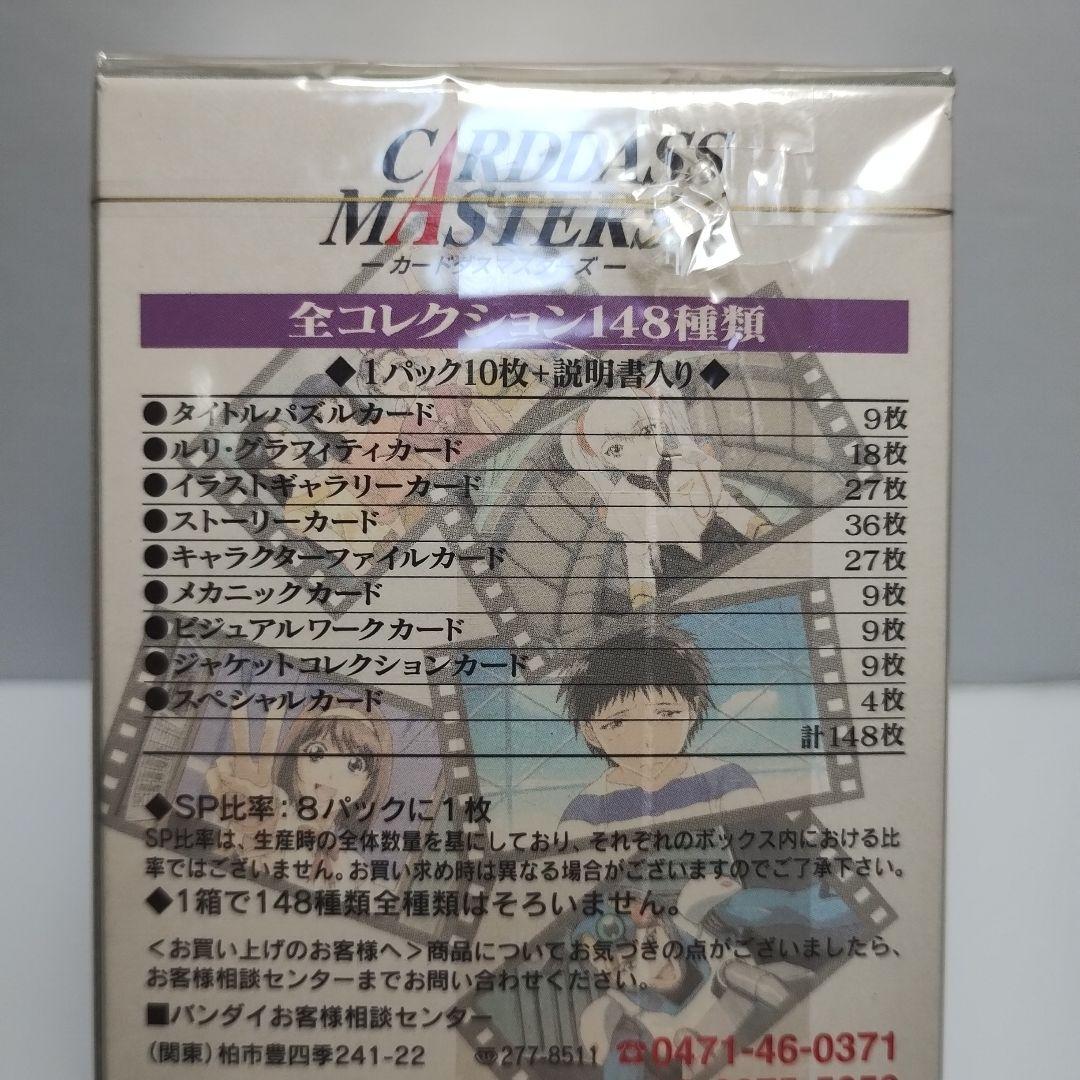 CARDDASS
MASTERS
ーカードダスマスターズー
全コレクション148種類
◆1パック10枚+説明書入り◆
●タイトルパズルカード 9枚
●ルリ・グラフィティカード 18枚
●イラストギャラリーカード 27枚
●ストーリーカード 36枚
●キャラクターファイルカード 27枚
●メカニックカード 9枚
●ビジュアルワークカード 9枚
●ジャケットコレクションカード 9枚
●スペシャルカード 4枚
計148枚
◆SP比率:8パックに1枚
SP比率は、生産時の全体数量を基にしており、それぞれのボックス内における比
率ではございません。お買い求め時は異なる場合がございますのでご了承下さい。
◆1箱で148種類全種類はそろいません。
<お買い上げのお客様へ>商品についてお気づきの点がございましたら、
お客様相談センターまでお問い合わせください。
■バンダイお客様相談センター
(関東)柏市豊四季241-22 〠277-8511 ☎0471-46-0371